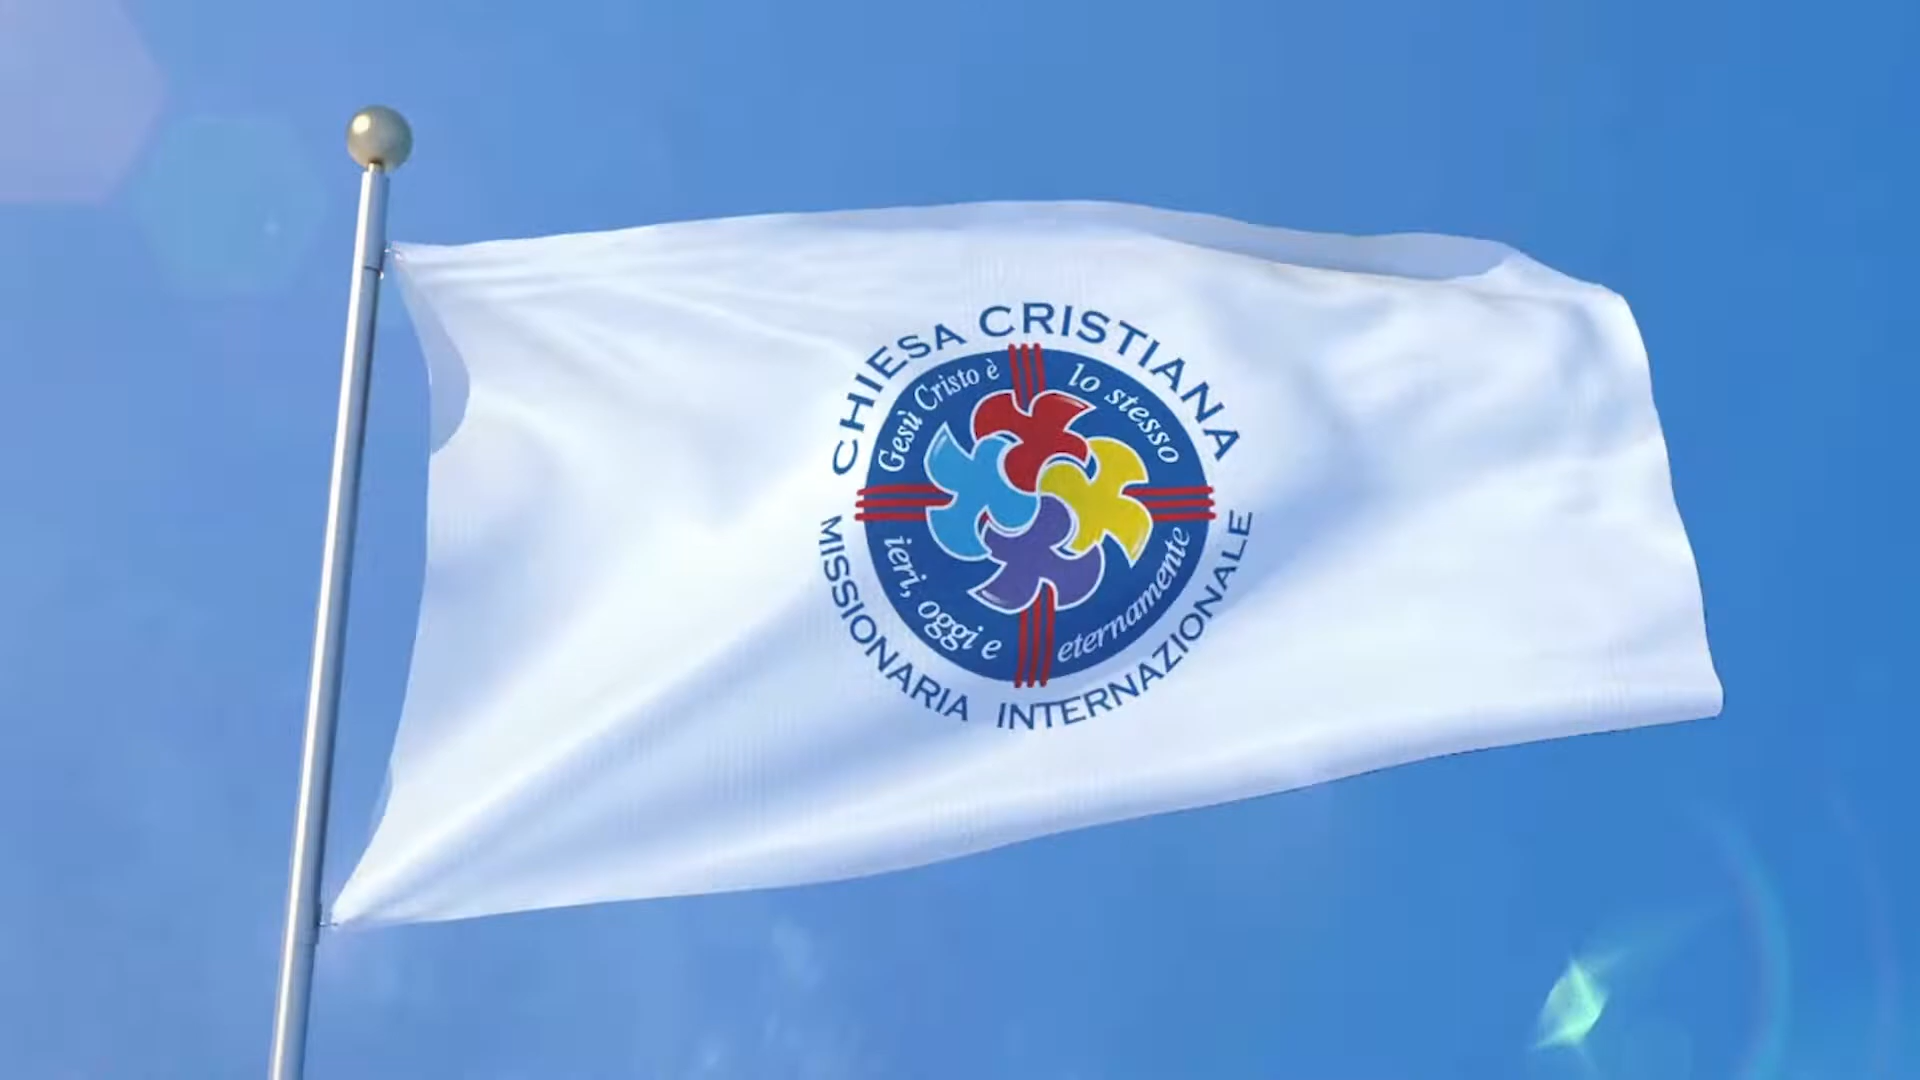 CHIESA CRISTIANA
Gesù Cristo è
lo stesso
ieri, oggi e
eternamente
MISSIONARIA INTERNAZIONALE